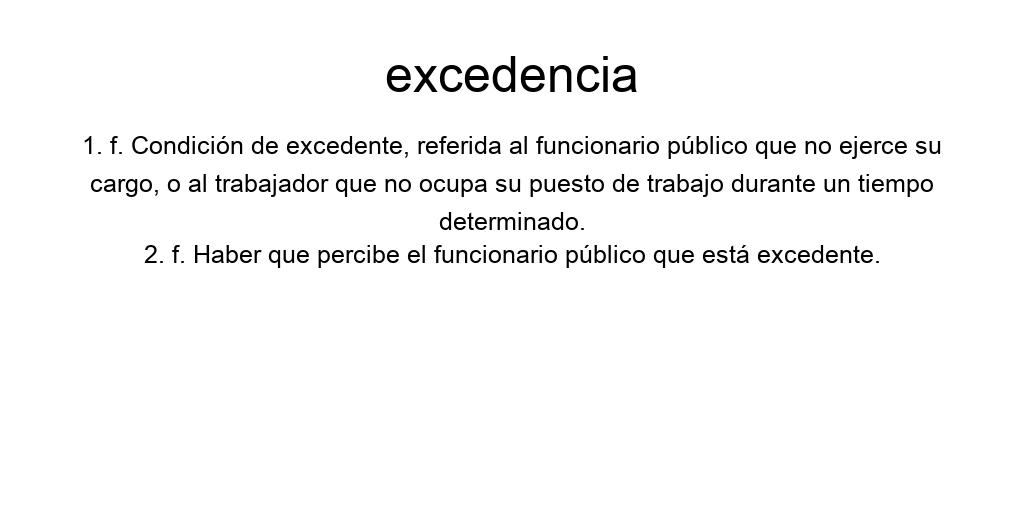 excedencia
1. f. Condición de excedente, referida al funcionario público que no ejerce su
cargo, o al trabajador que no ocupa su puesto de trabajo durante un tiempo
determinado.
2. f. Haber que percibe el funcionario público que está excedente.